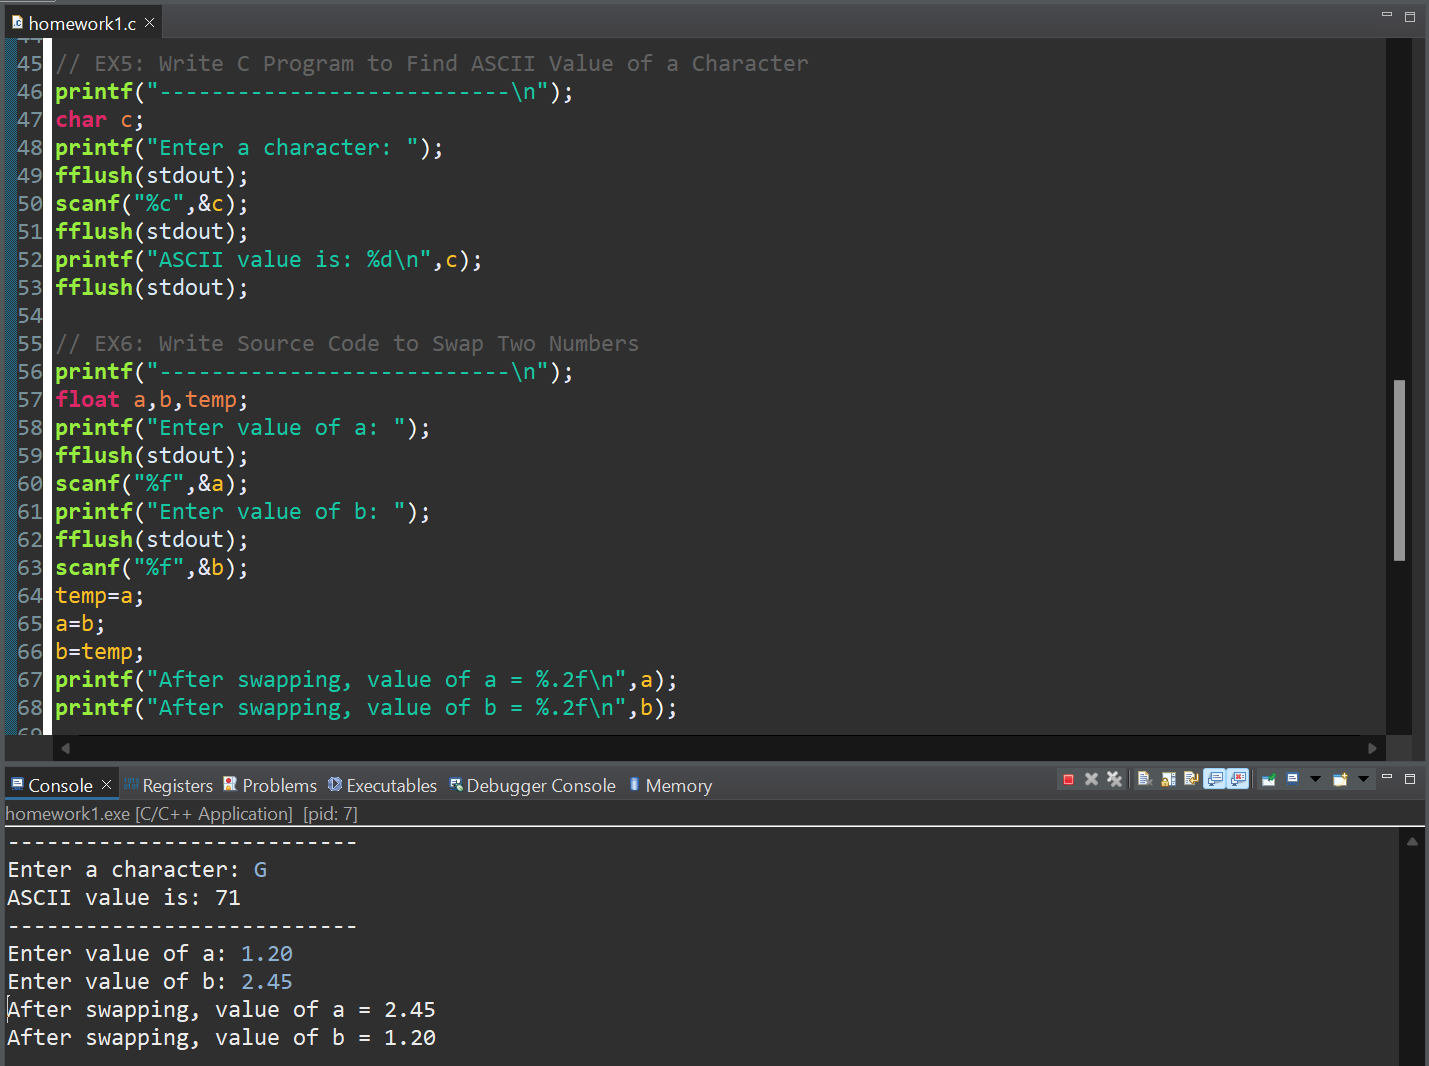 homework1.c
44
45 // EX5: Write C Program to Find ASCII Value of a Character
46 printf("---------------------------\n");
47 char c;
48 printf("Enter a character: ");
49 fflush(stdout);
50 scanf("%c",&c);
51 fflush(stdout);
52 printf("ASCII value is: %d\n",c);
53 fflush(stdout);
54
55 // EX6: Write Source Code to Swap Two Numbers
56 printf("---------------------------\n");
57 float a,b,temp;
58 printf("Enter value of a: ");
59 fflush(stdout);
60 scanf("%f",&a);
61 printf("Enter value of b: ");
62 fflush(stdout);
63 scanf("%f",&b);
64 temp=a;
65 a=b;
66 b=temp;
67 printf("After swapping, value of a = %.2f\n",a);
68 printf("After swapping, value of b = %.2f\n",b);
69
Console Registers Problems Executables Debugger Console Memory
homework1.exe [C/C++ Application] [pid: 7]
---------------------------
Enter a character: G
ASCII value is: 71
---------------------------
Enter value of a: 1.20
Enter value of b: 2.45
After swapping, value of a = 2.45
After swapping, value of b = 1.20